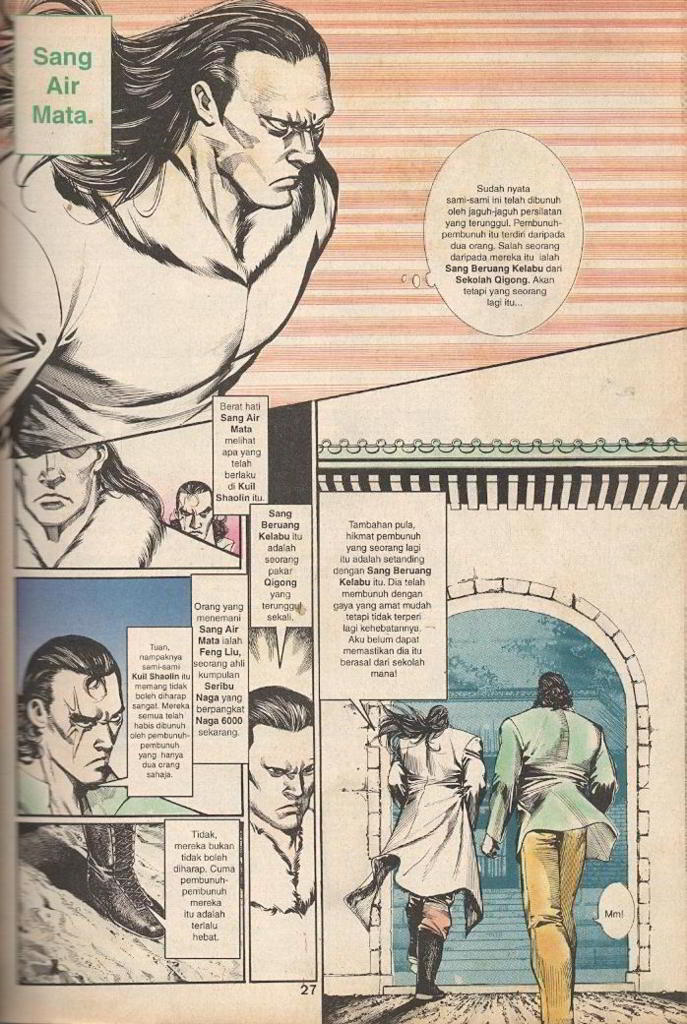 Sang
Air
Mata.
Sudah nyata
sami-sami ini telah dibunuh
oleh jaguh-jaguh persilatan
yang terunggul. Pembunuh-
pembunuh itu terdiri daripada
dua orang. Salah seorang
daripada mereka itu ialah
Sang Beruang Kelabu dari
Sekolah Qigong. Akan
tetapi yang seorang
lagi itu...
Berat hati
Sang Air
Mata
melihat
apa yang
telah
berlaku
di Kuil
Shaolin itu.
Orang yang
menemani
Sang Air
Mata ialah
Feng Liu,
seorang ahli
kumpulan
Seribu
Naga yang
berpangkat
Naga 6000
sekarang.
Tuan,
nampaknya
sami-sami
Kuil Shaolin itu
memang tidak
boleh diharap
sangat. Mereka
semua telah
habis dibunuh
oleh pembunuh-
pembunuh
yang hanya
dua orang
sahaja.
Tidak,
mereka bukan
tidak boleh
diharap. Cuma
pembunuh-
pembunuh
mereka
itu adalah
terlalu
hebat.
Sang
Beruang
Kelabu itu
adalah
seorang
pakar
Qigong
yang
terunggul
sekali.
Tambahan pula,
hikmat pembunuh
yang seorang lagi
itu adalah setanding
dengan Sang Beruang
Kelabu itu. Dia telah
membunuh dengan
gaya yang amat mudah
tetapi tidak terperi
lagi kehebatannya.
Aku belum dapat
memastikan dia itu
berasal dari sekolah
mana!
Mm!
27